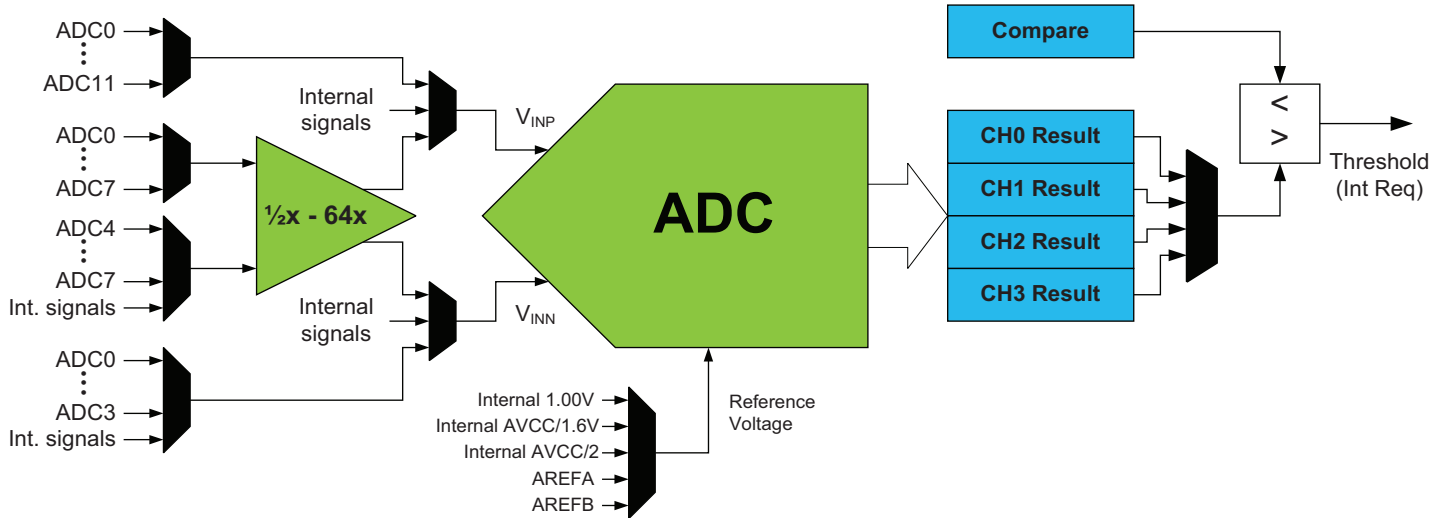 ADC0
ADC11
ADC0
ADC7
ADC4
ADC7
Int. signals
ADC0
ADC3
Int. signals
½x - 64x
Internal
signals
Internal
signals
VINP
VINN
ADC
Internal 1.00V
Internal AVCC/1.6V
Internal AVCC/2
AREFA
AREFB
Reference
Voltage
Compare
CH0 Result
CH1 Result
CH2 Result
CH3 Result
<
>
Threshold
(Int Req)